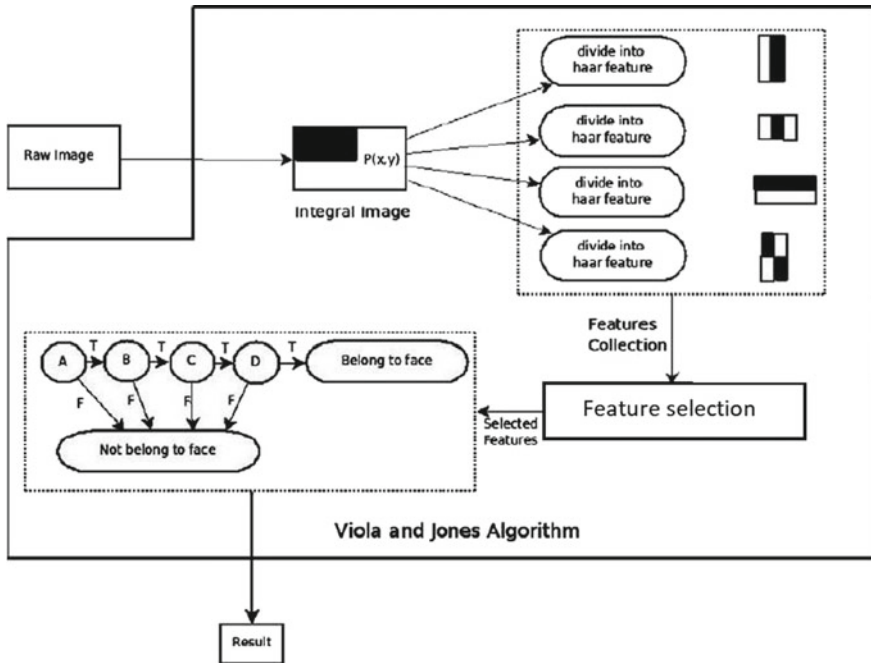 divide into
haar feature
divide into
haar feature
Raw Image
P(x,y)
divide into
haar feature
Integral Image
divide into
haar feature
Features
Collection
T
T
T
T
A
B
C
D
Belong to face
F
F
F
F
Feature selection
Selected
Features
Not belong to face
Viola and Jones Algorithm
Result